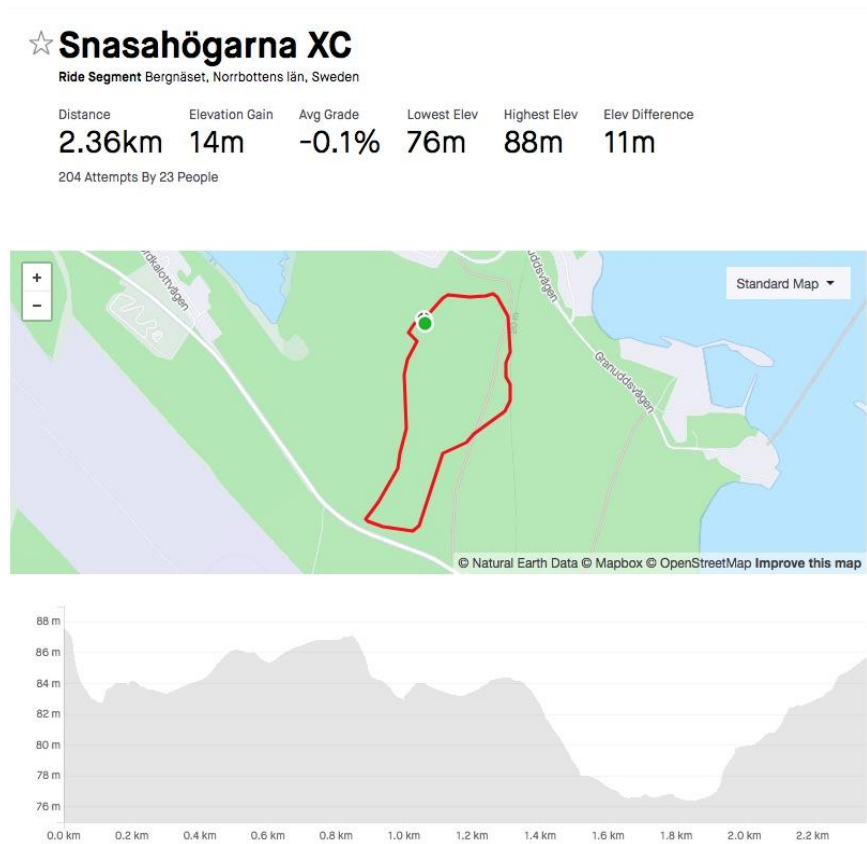 Snasahögarna XC
Ride Segment Bergnäset, Norrbottens län, Sweden
Distance Elevation Gain Avg Grade Lowest Elev Highest Elev Elev Difference
2.36km 14m -0.1% 76m 88m 11m
204 Attempts By 23 People
+
−
Standard Map
Granuddsvägen
© Natural Earth Data © Mapbox © OpenStreetMap Improve this map
88 m
86 m
84 m
82 m
80 m
78 m
76 m
0.0 km 0.2 km 0.4 km 0.6 km 0.8 km 1.0 km 1.2 km 1.4 km 1.6 km 1.8 km 2.0 km 2.2 km